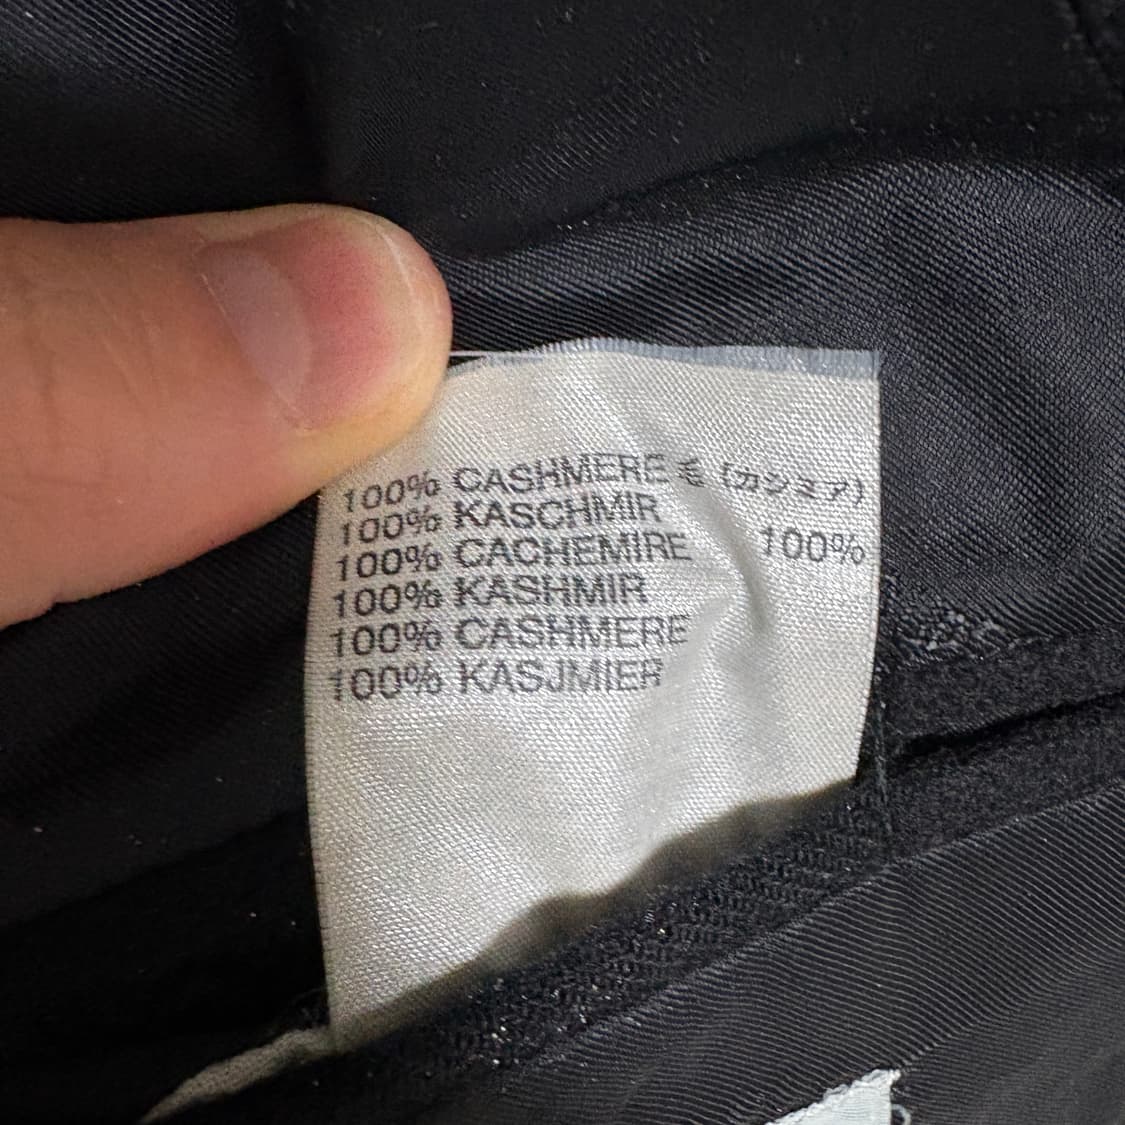 100% CASHMERE 毛 (カシミア)
100% KASCHMIR
100% CACHEMIRE 100%
100% KASHMIR
100% CASHMERE
100% KASJMIER